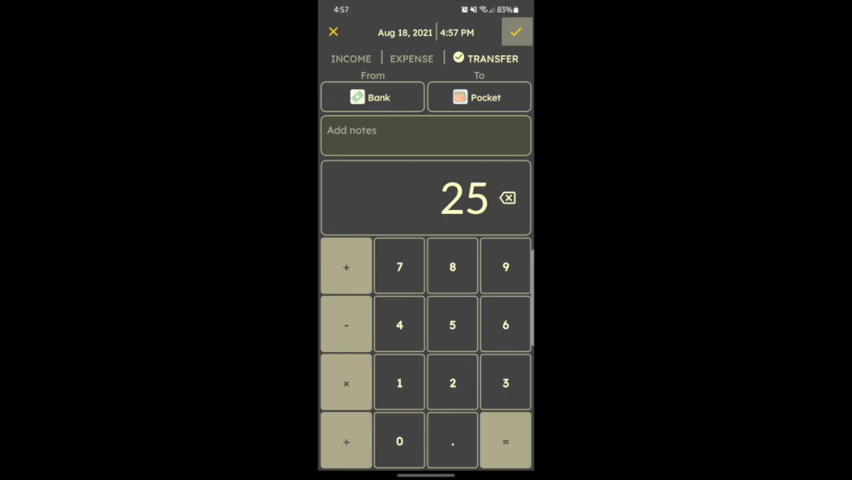 4:57 83%
Aug 18, 2021 4:57 PM
INCOME EXPENSE TRANSFER
From To
Bank Pocket
Add notes
25
+ 7 8 9
- 4 5 6
× 1 2 3
÷ 0 . =